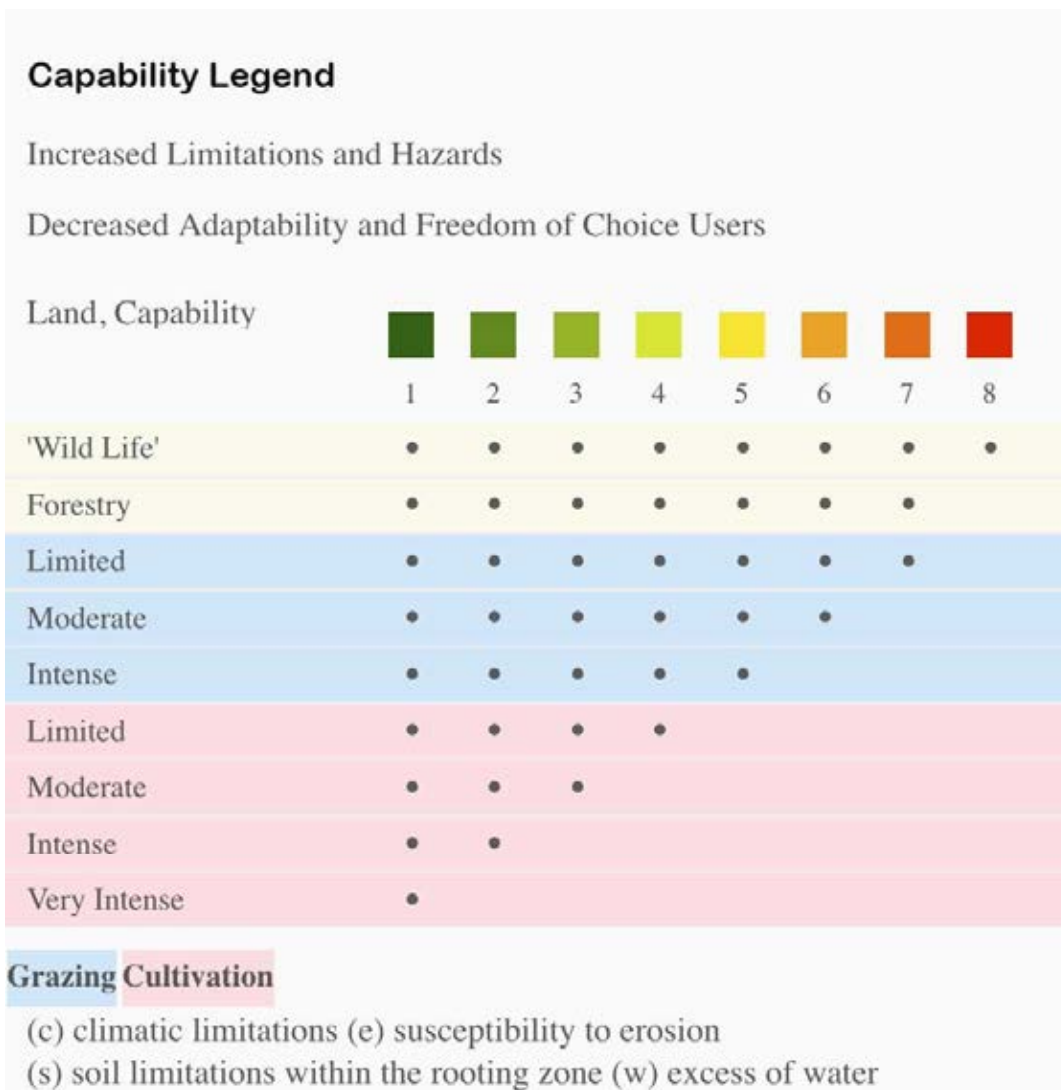 Capability Legend
Increased Limitations and Hazards
Decreased Adaptability and Freedom of Choice Users
Land, Capability
1 2 3 4 5 6 7 8
'Wild Life' • • • • • • • •
Forestry • • • • • • •
Limited • • • • • • •
Moderate • • • • • •
Intense • • • • •
Limited • • • •
Moderate • • •
Intense • •
Very Intense •
Grazing Cultivation
(c) climatic limitations (e) susceptibility to erosion
(s) soil limitations within the rooting zone (w) excess of water